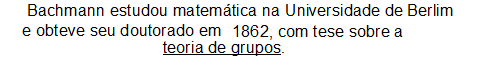 Bachmann estudou matemática na Universidade de Berlim
e obteve seu doutorado em 1862, com tese sobre a
teoria de grupos.